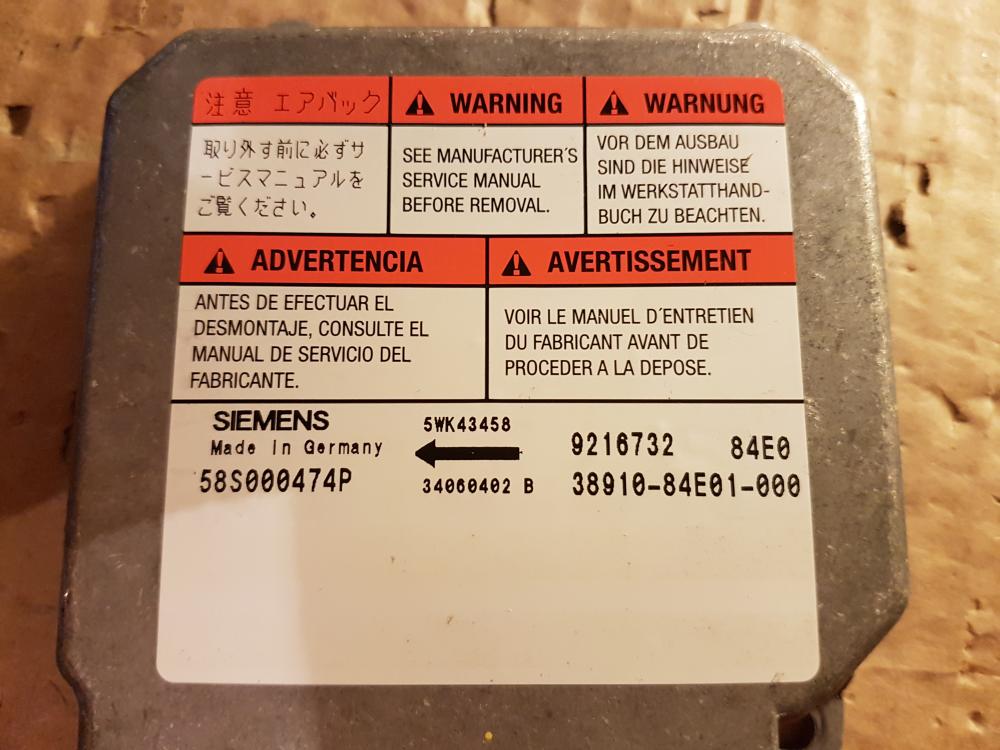 注意 エアバック
取り外す前に必ずサ
ービスマニュアルを
ご覧ください。
WARNING
SEE MANUFACTURER'S
SERVICE MANUAL
BEFORE REMOVAL.
WARNUNG
VOR DEM AUSBAU
SIND DIE HINWEISE
IM WERKSTATTHAND-
BUCH ZU BEACHTEN.
ADVERTENCIA
ANTES DE EFECTUAR EL
DESMONTAJE, CONSULTE EL
MANUAL DE SERVICIO DEL
FABRICANTE.
AVERTISSEMENT
VOIR LE MANUEL D'ENTRETIEN
DU FABRICANT AVANT DE
PROCEDER A LA DEPOSE.
SIEMENS
Made in Germany
58S000474P
5WK43458
34060402 B
9216732 84E0
38910-84E01-000